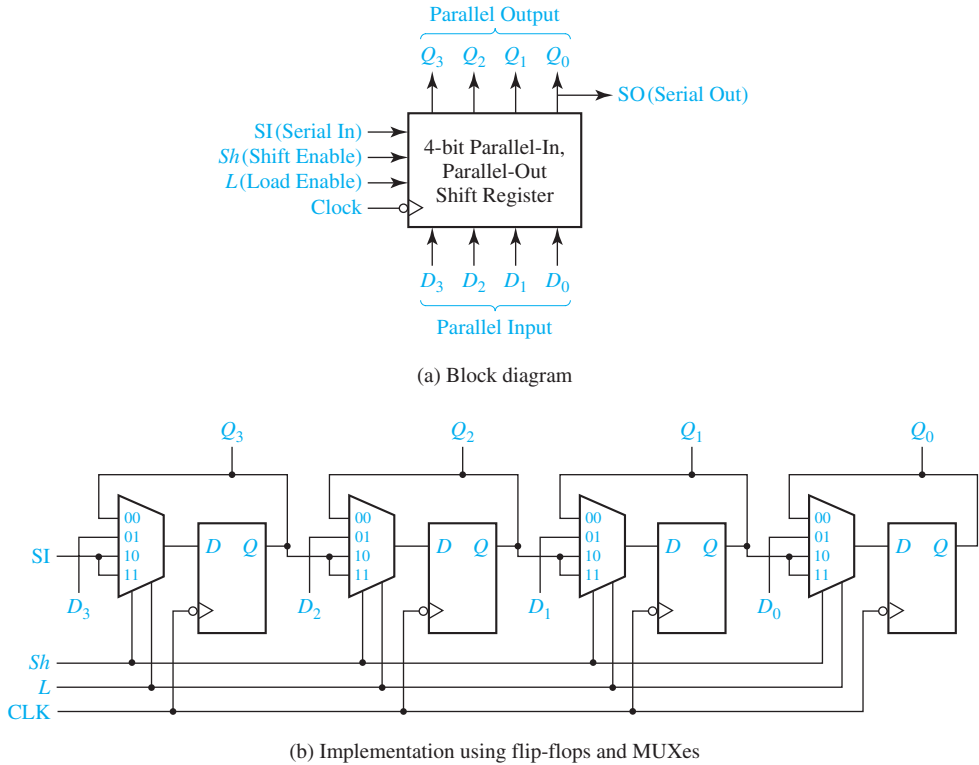 Parallel Output
Q3 Q2 Q1 Q0
SO (Serial Out)
SI (Serial In)
Sh (Shift Enable)
L (Load Enable)
Clock
4-bit Parallel-In,
Parallel-Out
Shift Register
D3 D2 D1 D0
Parallel Input
(a) Block diagram
Q3 Q2 Q1 Q0
00 00 00 00
01 01 01 01
SI 10 D Q 10 D Q 10 D Q 10 D Q
11 11 11 11
D3 D2 D1 D0
Sh
L
CLK
(b) Implementation using flip-flops and MUXes